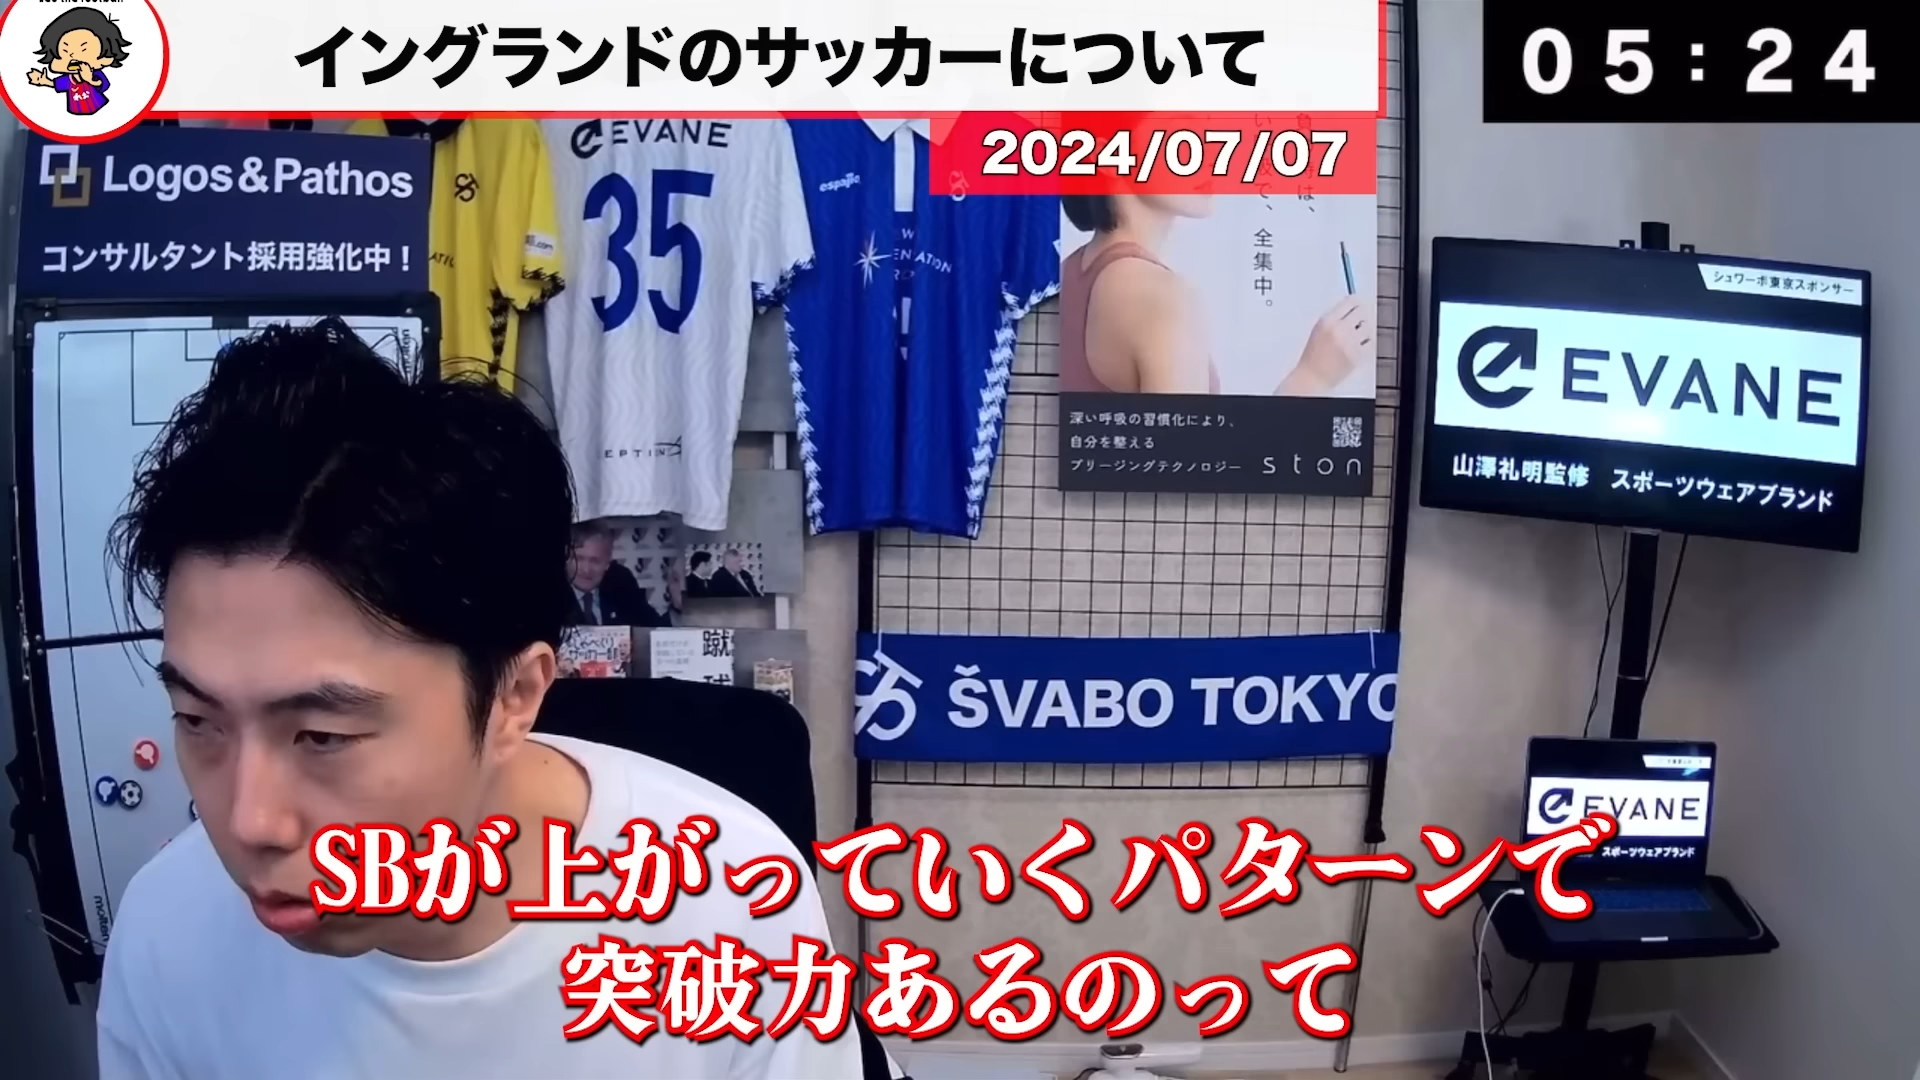 イングランドのサッカーについて
05:24
2024/07/07
Logos&Pathos
コンサルタント採用強化中！
EVANE
35
espajio
全集中。
深い呼吸の習慣化により、
自分を整える
ブリージングテクノロジー ston
シュワーボ東京スポンサー
EVANE
山澤礼明監修 スポーツウェアブランド
ŠVABO TOKYO
EVANE
スポーツウェアブランド
molten
SBが上がっていくパターンで
突破力あるのって